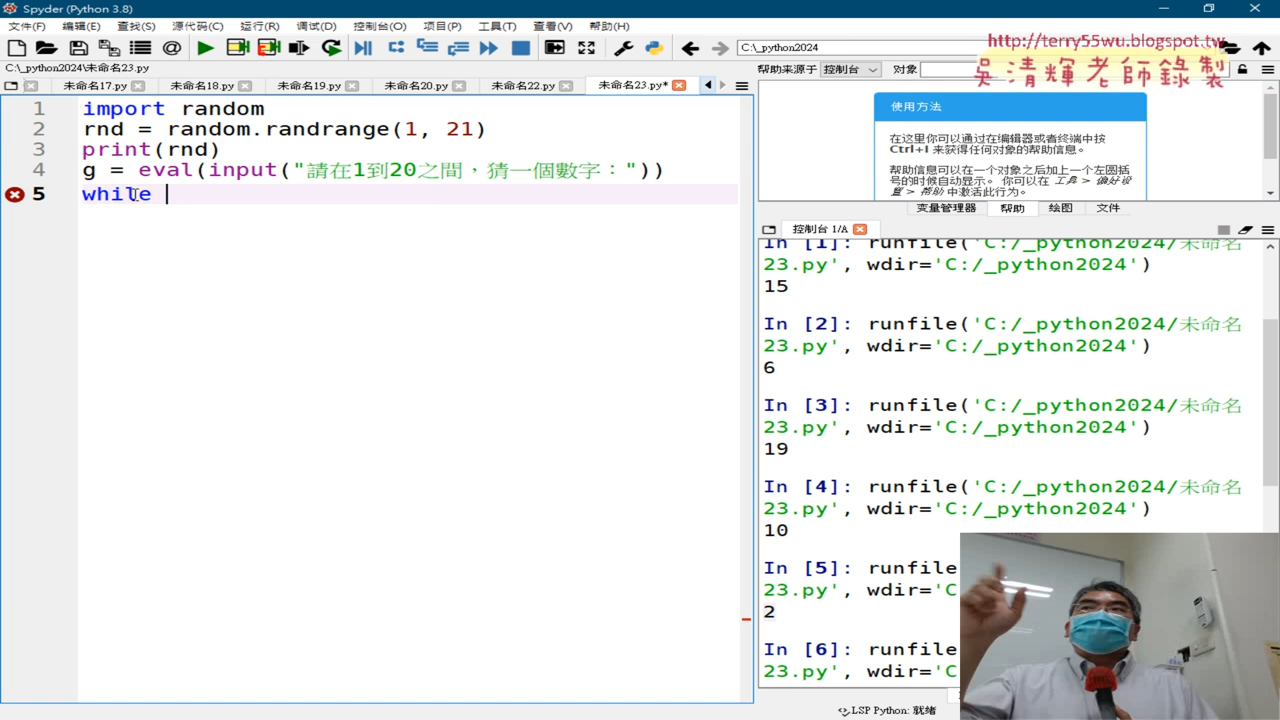 Spyder (Python 3.8)
文件(F) 编辑(E) 查找(S) 源代码(C) 运行(R) 调试(D) 控制台(O) 项目(P) 工具(T) 查看(V) 帮助(H)
C:\_python2024
http://terry55wu.blogspot.tw
吳清輝老師錄製
C:\_python2024\未命名23.py
帮助来源于 控制台 对象
未命名17.py 未命名18.py 未命名19.py 未命名20.py 未命名22.py 未命名23.py*
1 import random
2 rnd = random.randrange(1, 21)
3 print(rnd)
4 g = eval(input("請在1到20之間，猜一個數字："))
5 while
使用方法
在这里你可以通过在编辑器或者终端中按
Ctrl+I 来获得任何对象的帮助信息。
帮助信息可以在一个对象之后加上一个左圆括
号的时候自动显示。 你可以在 工具 > 偏好设
置 > 帮助 中激活此行为。
变量管理器 帮助 绘图 文件
控制台 1/A
In [1]: runfile('C:/_python2024/未命名
23.py', wdir='C:/_python2024')
15
In [2]: runfile('C:/_python2024/未命名
23.py', wdir='C:/_python2024')
6
In [3]: runfile('C:/_python2024/未命名
23.py', wdir='C:/_python2024')
19
In [4]: runfile('C:/_python2024/未命名
23.py', wdir='C:/_python2024')
10
In [5]: runfile
23.py', wdir='C
2
In [6]: runfile
23.py', wdir='C
LSP Python: 就绪